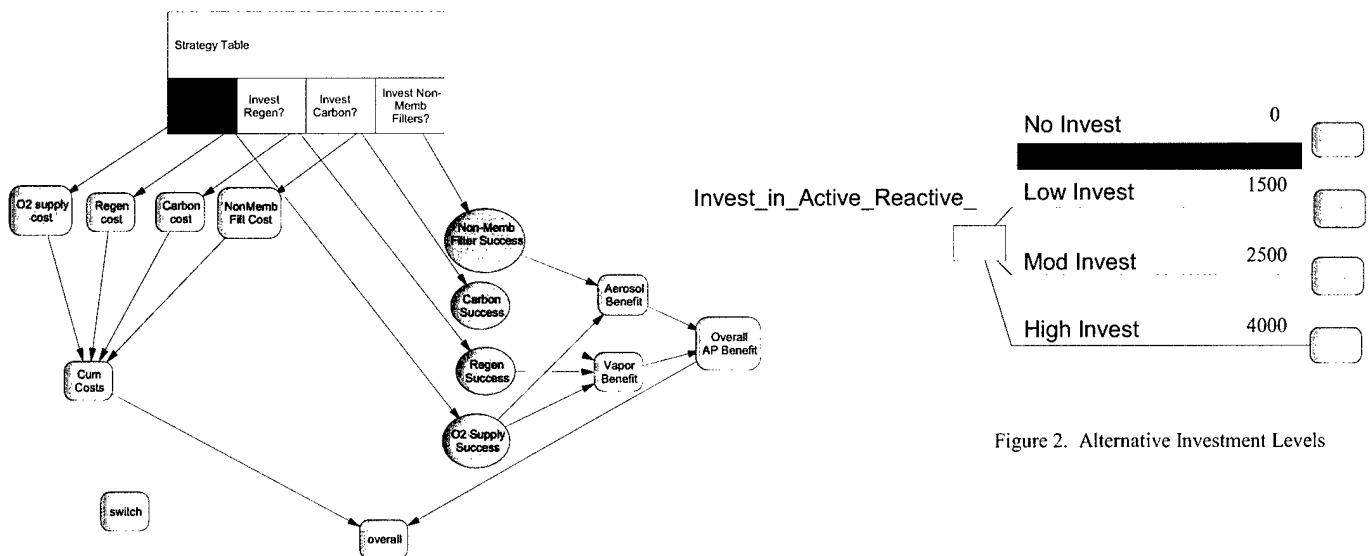 Strategy Table
Invest
Regen?
Invest
Carbon?
Invest Non-
Memb
Filters?
O2 supply
cost
Regen
cost
Carbon
cost
NonMemb
Filt Cost
Non-Memb
Filter Success
Carbon
Success
Regen
Success
O2 Supply
Success
Aerosol
Benefit
Vapor
Benefit
Overall
AP Benefit
Cum
Costs
switch
overall
Invest_in_Active_Reactive_
No Invest 0
Low Invest 1500
Mod Invest 2500
High Invest 4000
Figure 2. Alternative Investment Levels